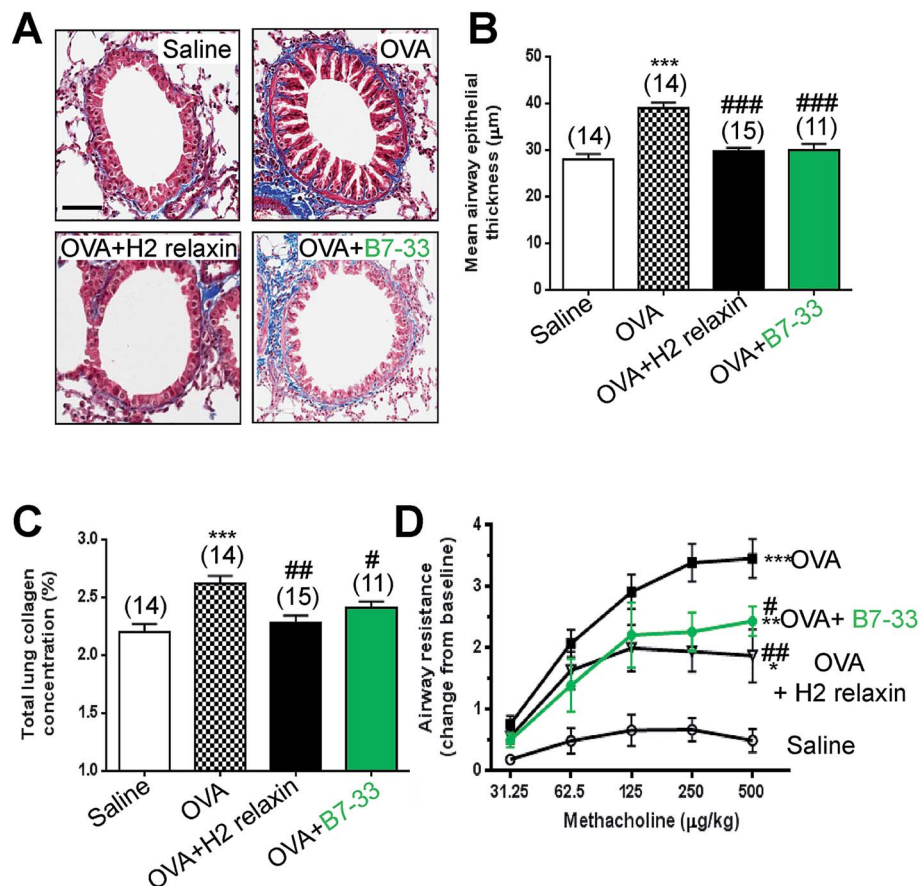 A
Saline
OVA
OVA+H2 relaxin
OVA+B7-33
B
Mean airway epithelial
thickness (μm)
50
40
30
20
10
0
(14)
***
(14)
###
(15)
###
(11)
Saline
OVA
OVA+H2 relaxin
OVA+B7-33
C
Total lung collagen
concentration (%)
3.0
2.5
2.0
1.5
1.0
(14)
***
(14)
##
(15)
#
(11)
Saline
OVA
OVA+H2 relaxin
OVA+B7-33
D
Airway resistance
(change from baseline)
4
3
2
1
0
***OVA
#
**OVA+ B7-33
##
* OVA
+ H2 relaxin
Saline
31.25 62.5 125 250 500
Methacholine (μg/kg)